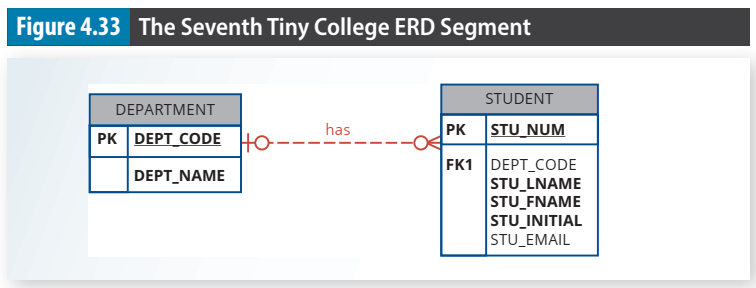 Figure 4.33 The Seventh Tiny College ERD Segment
DEPARTMENT
PK DEPT_CODE
DEPT_NAME
has
STUDENT
PK STU_NUM
FK1 DEPT_CODE
STU_LNAME
STU_FNAME
STU_INITIAL
STU_EMAIL